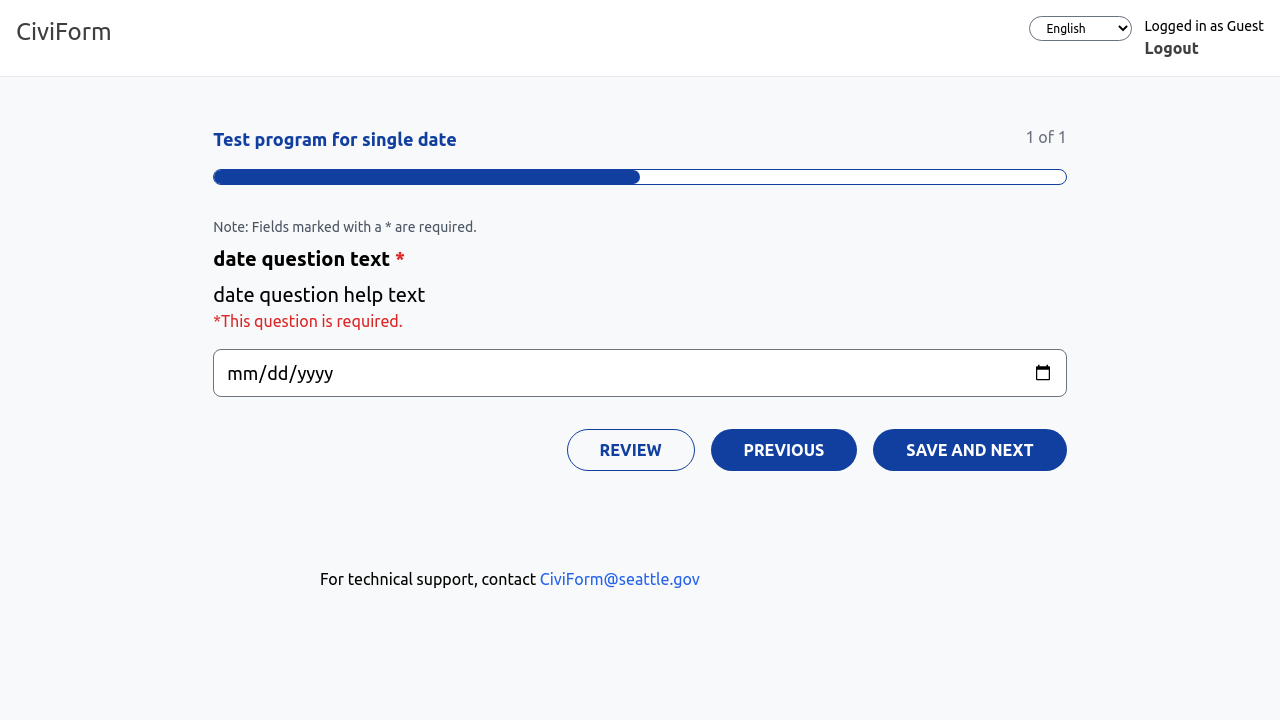 CiviForm
English
Logged in as Guest
Logout
Test program for single date
1 of 1
Note: Fields marked with a * are required.
date question text *
date question help text
*This question is required.
mm/dd/yyyy
REVIEW
PREVIOUS
SAVE AND NEXT
For technical support, contact CiviForm@seattle.gov